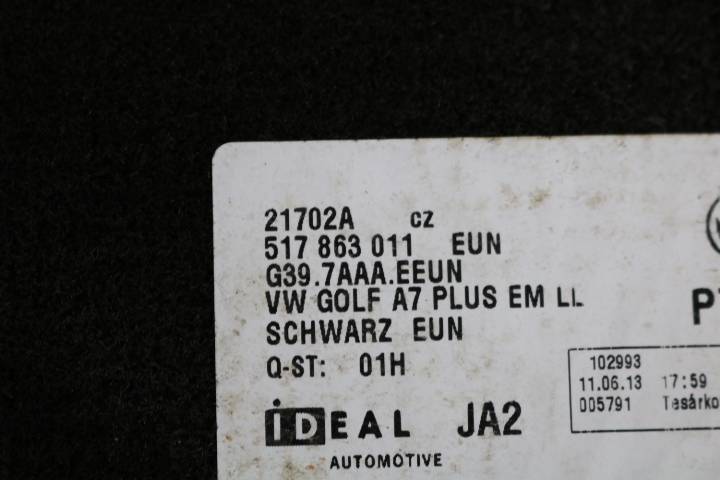 21702A CZ
517 863 011 EUN
G39.7AAA.EEUN
VW GOLF A7 PLUS EM LL
SCHWARZ EUN
Q-ST: 01H
102993
11.06.13 17:59
005791
iDEAL JA2
AUTOMOTIVE